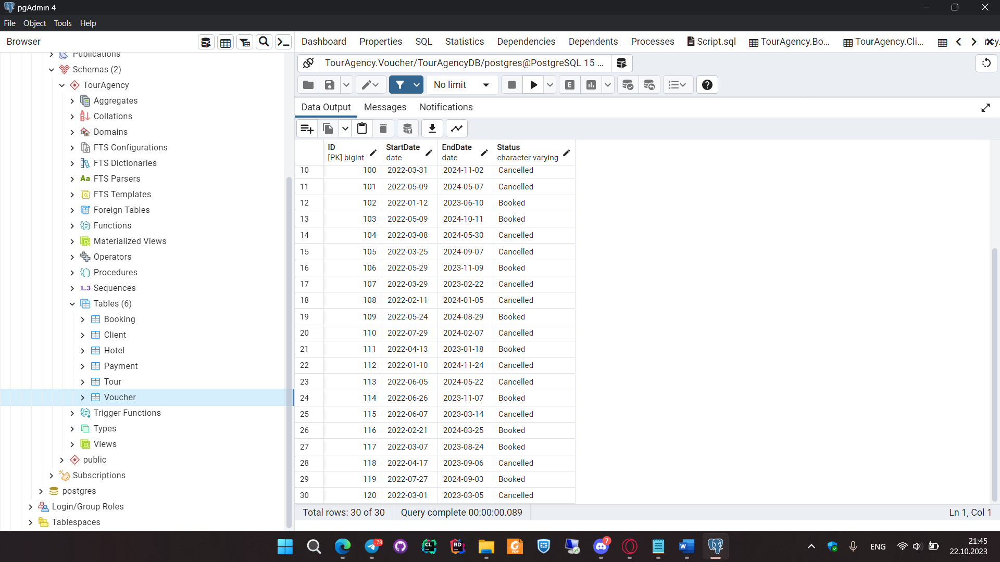 pgAdmin 4
File Object Tools Help
Browser
Dashboard Properties SQL Statistics Dependencies Dependents Processes Script.sql TourAgency.Bo... TourAgency.Cli...
Publications
Schemas (2)
TourAgency
Aggregates
Collations
Domains
FTS Configurations
FTS Dictionaries
Aa FTS Parsers
FTS Templates
Foreign Tables
Functions
Materialized Views
Operators
Procedures
1..3 Sequences
Tables (6)
Booking
Client
Hotel
Payment
Tour
Voucher
Trigger Functions
Types
Views
public
Subscriptions
postgres
Login/Group Roles
Tablespaces
TourAgency.Voucher/TourAgencyDB/postgres@PostgreSQL 15 ...
No limit
E
Data Output Messages Notifications
ID StartDate EndDate Status
[PK] bigint date date character varying
10 100 2022-03-31 2024-11-02 Cancelled
11 101 2022-05-09 2024-05-07 Cancelled
12 102 2022-01-12 2023-06-10 Booked
13 103 2022-05-09 2024-10-11 Booked
14 104 2022-03-08 2024-05-30 Cancelled
15 105 2022-03-25 2024-09-07 Cancelled
16 106 2022-05-29 2023-11-09 Booked
17 107 2022-03-29 2023-02-22 Cancelled
18 108 2022-02-11 2024-01-05 Cancelled
19 109 2022-05-24 2024-08-29 Booked
20 110 2022-07-29 2024-02-07 Cancelled
21 111 2022-04-13 2023-01-18 Booked
22 112 2022-01-10 2024-11-24 Cancelled
23 113 2022-06-05 2024-05-22 Cancelled
24 114 2022-06-26 2023-11-07 Booked
25 115 2022-06-07 2023-03-14 Cancelled
26 116 2022-02-21 2024-03-25 Booked
27 117 2022-03-07 2023-08-24 Booked
28 118 2022-04-17 2023-09-06 Cancelled
29 119 2022-07-27 2024-09-03 Booked
30 120 2022-03-01 2023-03-05 Cancelled
Total rows: 30 of 30 Query complete 00:00:00.089 Ln 1, Col 1
..78 CL RD PDF 7 W ENG 21:45
22.10.2023